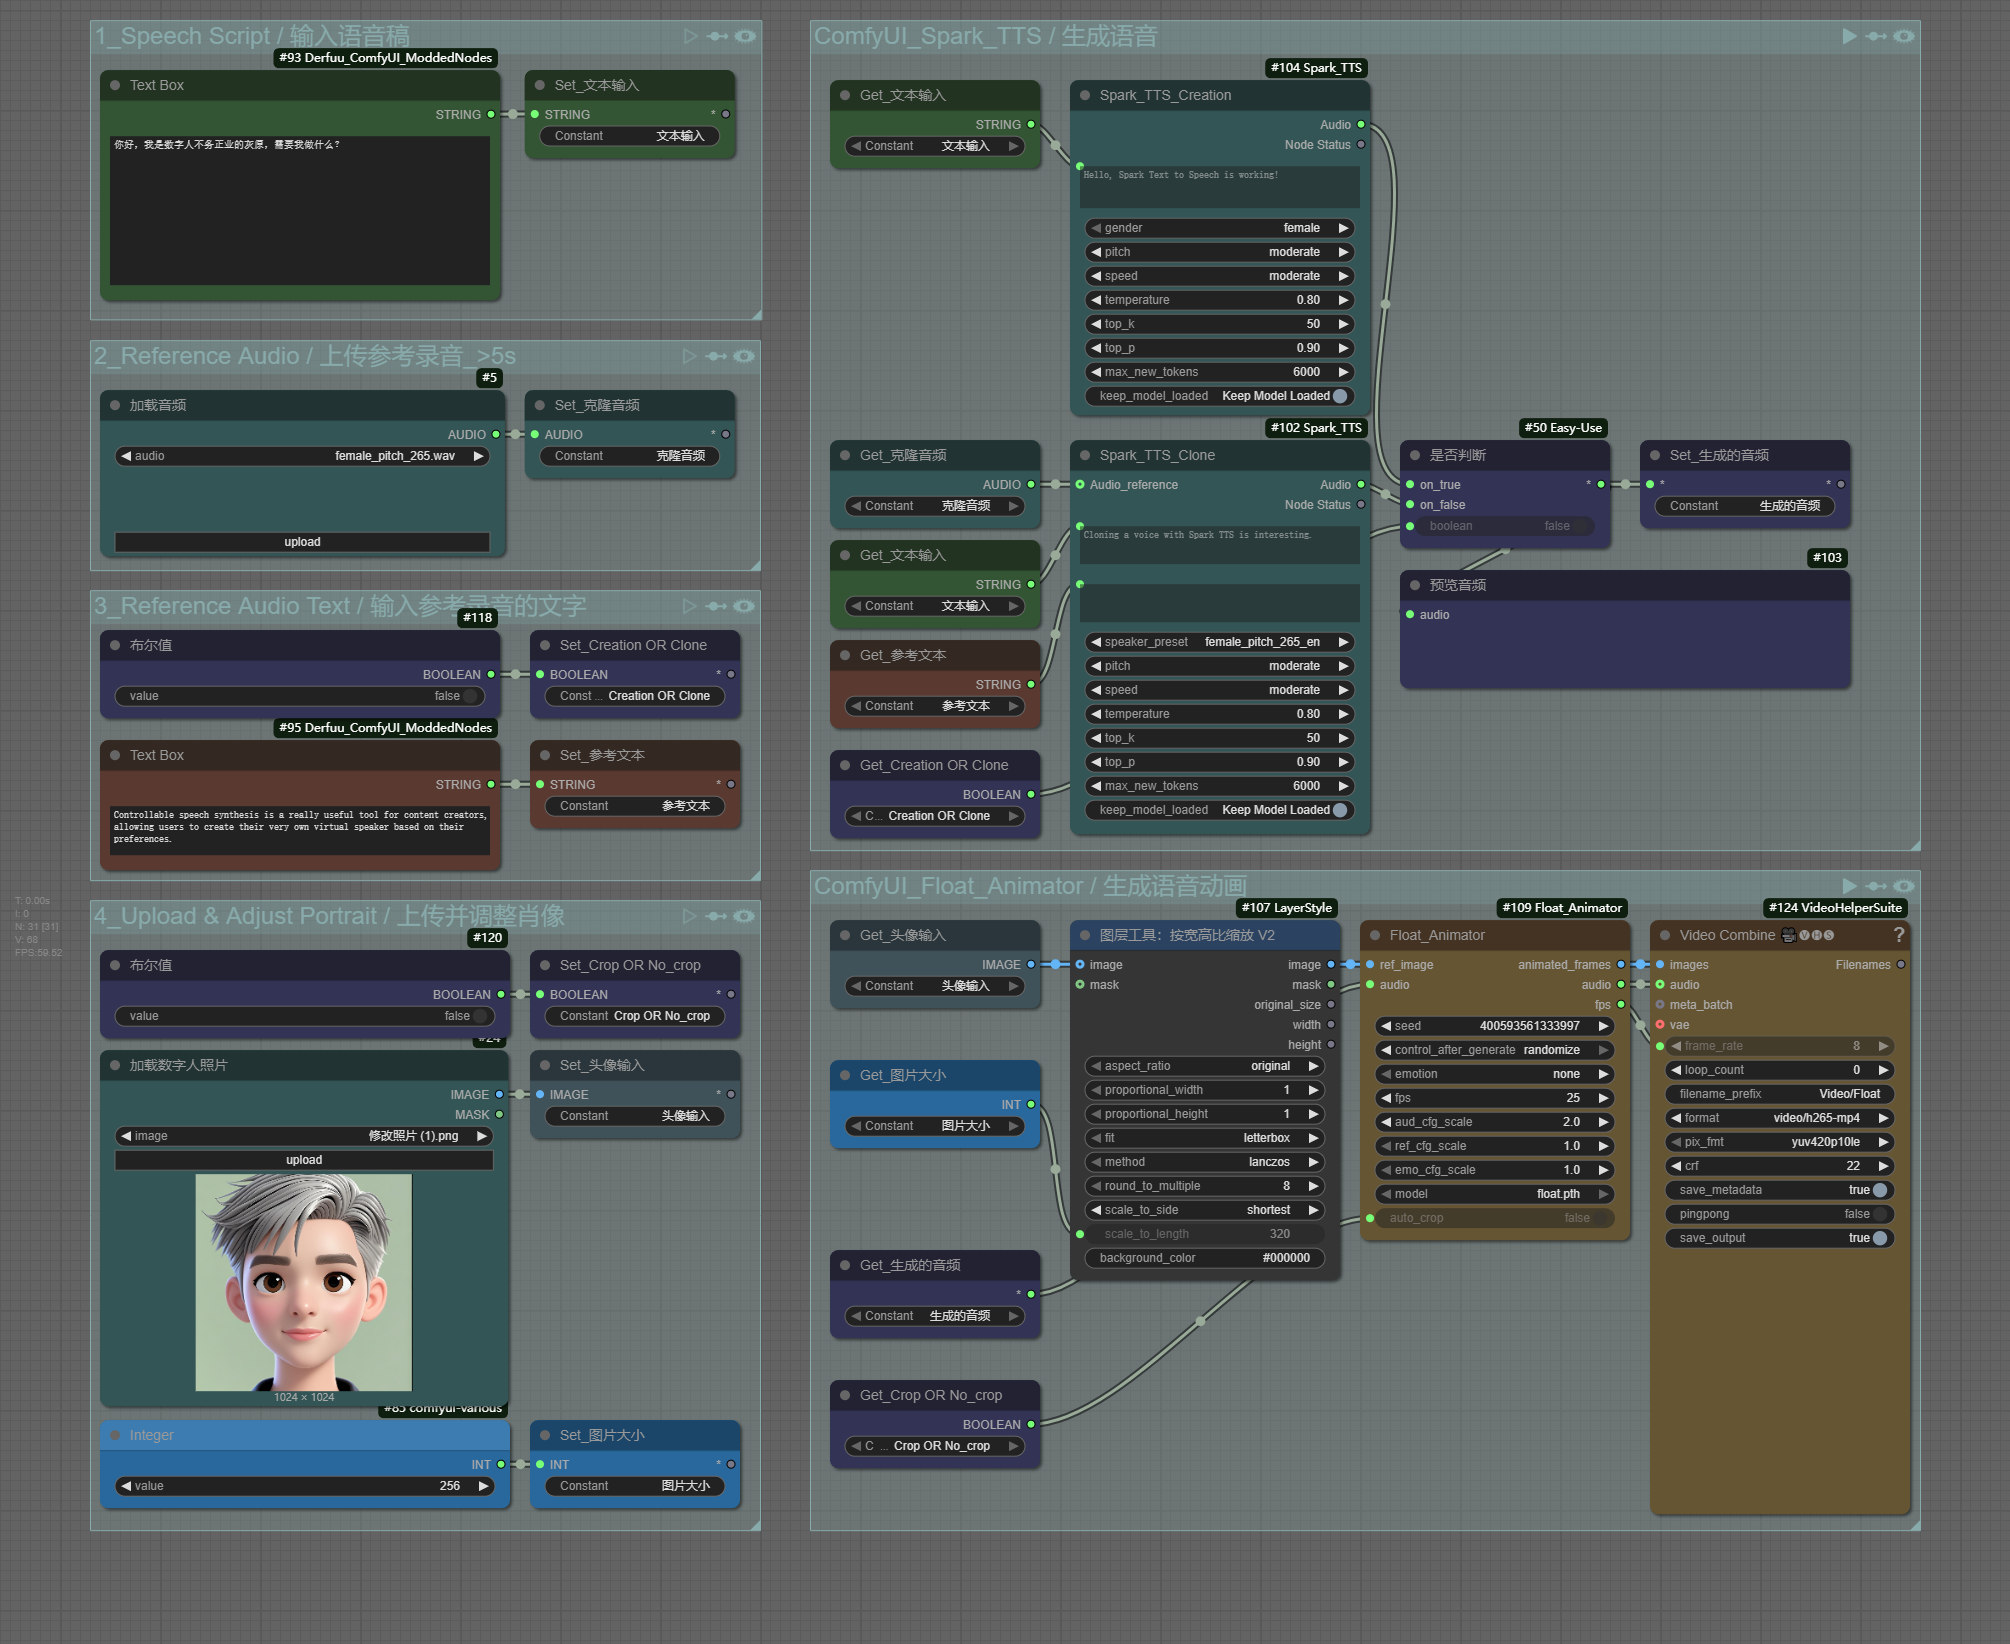 1_Speech Script / 输入语音稿
#93 Derfuu_ComfyUI_ModdedNodes
Text Box
STRING
你好，我是数字人不务正业的灰原，需要我做什么？
Set_文本输入
STRING *
Constant 文本输入
2_Reference Audio / 上传参考录音_>5s
#5
加载音频
AUDIO
audio female_pitch_265.wav
upload
Set_克隆音频
AUDIO *
Constant 克隆音频
3_Reference Audio Text / 输入参考录音的文字
#118
布尔值
BOOLEAN
value false
Set_Creation OR Clone
BOOLEAN *
Const ... Creation OR Clone
#95 Derfuu_ComfyUI_ModdedNodes
Text Box
STRING
Controllable speech synthesis is a really useful tool for content creators,
allowing users to create their very own virtual speaker based on their
preferences.
Set_参考文本
STRING *
Constant 参考文本
T: 0.00s
I: 0
N: 31 [31]
V: 68
FPS:59.52
4_Upload & Adjust Portrait / 上传并调整肖像
#120
布尔值
BOOLEAN
value false
Set_Crop OR No_crop
BOOLEAN *
Constant Crop OR No_crop
#24
加载数字人照片
IMAGE
MASK
image 修改照片 (1).png
upload
1024 × 1024
Set_头像输入
IMAGE *
Constant 头像输入
#85 comfyui-various
Integer
INT
value 256
Set_图片大小
INT *
Constant 图片大小
ComfyUI_Spark_TTS / 生成语音
Get_文本输入
STRING
Constant 文本输入
#104 Spark_TTS
Spark_TTS_Creation
Audio
Node Status
Hello, Spark Text to Speech is working!
gender female
pitch moderate
speed moderate
temperature 0.80
top_k 50
top_p 0.90
max_new_tokens 6000
keep_model_loaded Keep Model Loaded
Get_克隆音频
AUDIO
Constant 克隆音频
Get_文本输入
STRING
Constant 文本输入
Get_参考文本
STRING
Constant 参考文本
Get_Creation OR Clone
BOOLEAN
C... Creation OR Clone
#102 Spark_TTS
Spark_TTS_Clone
Audio_reference Audio
Node Status
Cloning a voice with Spark TTS is interesting.
speaker_preset female_pitch_265_en
pitch moderate
speed moderate
temperature 0.80
top_k 50
top_p 0.90
max_new_tokens 6000
keep_model_loaded Keep Model Loaded
#50 Easy-Use
是否判断
on_true *
on_false
boolean false
Set_生成的音频
* *
Constant 生成的音频
#103
预览音频
audio
ComfyUI_Float_Animator / 生成语音动画
Get_头像输入
IMAGE
Constant 头像输入
Get_图片大小
INT
Constant 图片大小
Get_生成的音频
*
Constant 生成的音频
Get_Crop OR No_crop
BOOLEAN
C ... Crop OR No_crop
#107 LayerStyle
图层工具：按宽高比缩放 V2
image image
mask mask
original_size
width
height
aspect_ratio original
proportional_width 1
proportional_height 1
fit letterbox
method lanczos
round_to_multiple 8
scale_to_side shortest
scale_to_length 320
background_color #000000
#109 Float_Animator
Float_Animator
ref_image animated_frames
audio audio
fps
seed 400593561333997
control_after_generate randomize
emotion none
fps 25
aud_cfg_scale 2.0
ref_cfg_scale 1.0
emo_cfg_scale 1.0
model float.pth
auto_crop false
#124 VideoHelperSuite
Video Combine 🎥🅥🅗🅢 ?
images Filenames
audio
meta_batch
vae
frame_rate 8
loop_count 0
filename_prefix Video/Float
format video/h265-mp4
pix_fmt yuv420p10le
crf 22
save_metadata true
pingpong false
save_output true